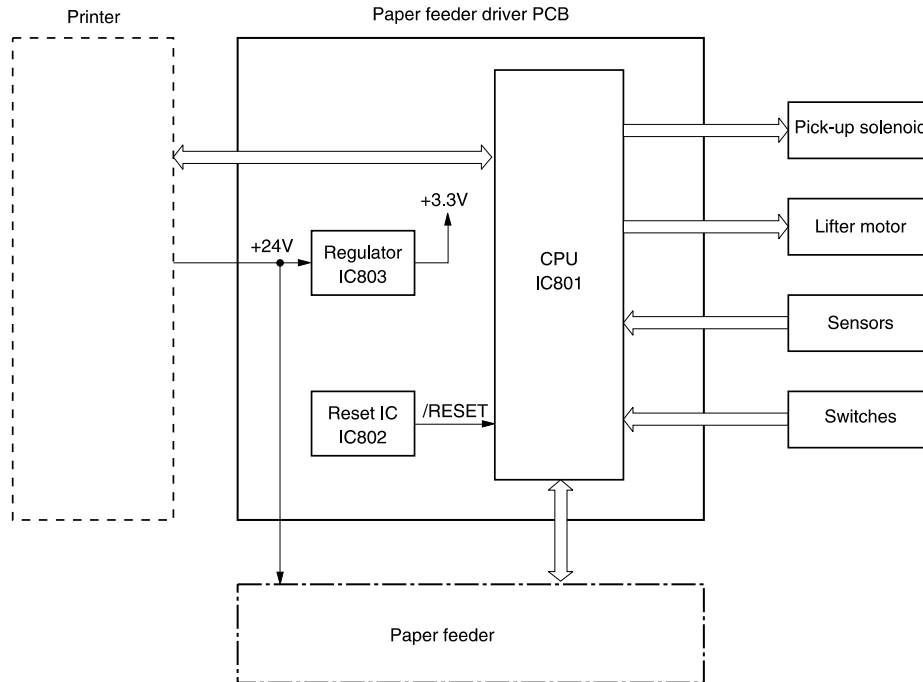 Printer
Paper feeder driver PCB
Pick-up solenoid
+3.3V
+24V
Regulator
IC803
CPU
IC801
Lifter motor
Sensors
Reset IC
IC802
/RESET
Switches
Paper feeder